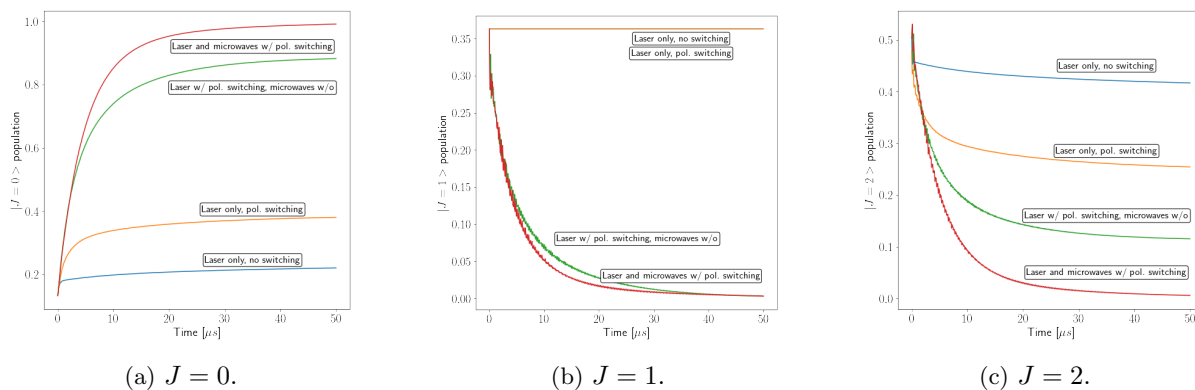 |J = 0 > population
1.0
0.8
0.6
0.4
0.2
Laser and microwaves w/ pol. switching
Laser w/ pol. switching, microwaves w/o
Laser only, pol. switching
Laser only, no switching
0 10 20 30 40 50
Time [μs]
(a) J = 0.
|J = 1 > population
0.35
0.30
0.25
0.20
0.15
0.10
0.05
0.00
Laser only, no switching
Laser only, pol. switching
Laser w/ pol. switching, microwaves w/o
Laser and microwaves w/ pol. switching
0 10 20 30 40 50
Time [μs]
(b) J = 1.
|J = 2 > population
0.5
0.4
0.3
0.2
0.1
0.0
Laser only, no switching
Laser only, pol. switching
Laser w/ pol. switching, microwaves w/o
Laser and microwaves w/ pol. switching
0 10 20 30 40 50
Time [μs]
(c) J = 2.